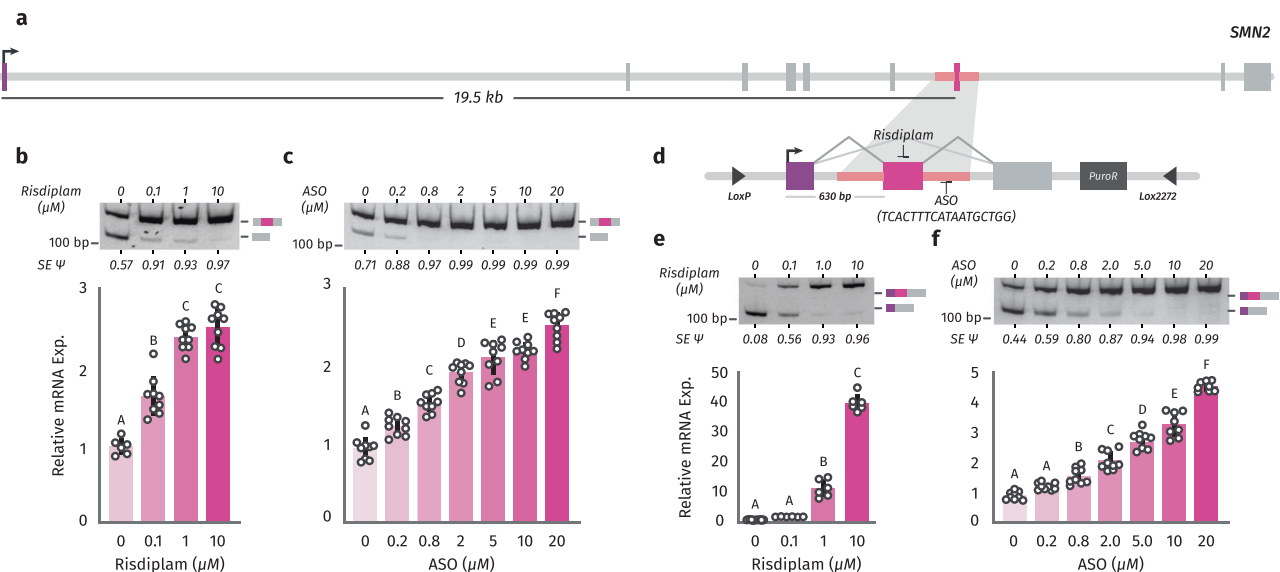 a
SMN2
19.5 kb
b
Risdiplam
(µM)
0 0.1 1 10
100 bp
SE Ψ
0.57 0.91 0.93 0.97
Relative mRNA Exp.
3
2
1
0
A B C C
0 0.1 1 10
Risdiplam (µM)
c
ASO
(µM)
0 0.2 0.8 2 5 10 20
100 bp
SE Ψ
0.71 0.88 0.97 0.99 0.99 0.99 0.99
3
2
1
0
A B C D E E F
0 0.2 0.8 2 5 10 20
ASO (µM)
d
Risdiplam
LoxP
630 bp
ASO
(TCACTTTCATAATGCTGG)
PuroR
Lox2272
e
Risdiplam
(µM)
0 0.1 1.0 10
100 bp
SE Ψ
0.08 0.56 0.93 0.96
Relative mRNA Exp.
50
40
30
20
10
0
A A B C
0 0.1 1 10
Risdiplam (µM)
f
ASO
(µM)
0 0.2 0.8 2.0 5.0 10 20
100 bp
SE Ψ
0.44 0.59 0.80 0.87 0.94 0.98 0.99
5
4
3
2
1
0
A A B C D E F
0 0.2 0.8 2.0 5.0 10 20
ASO (µM)